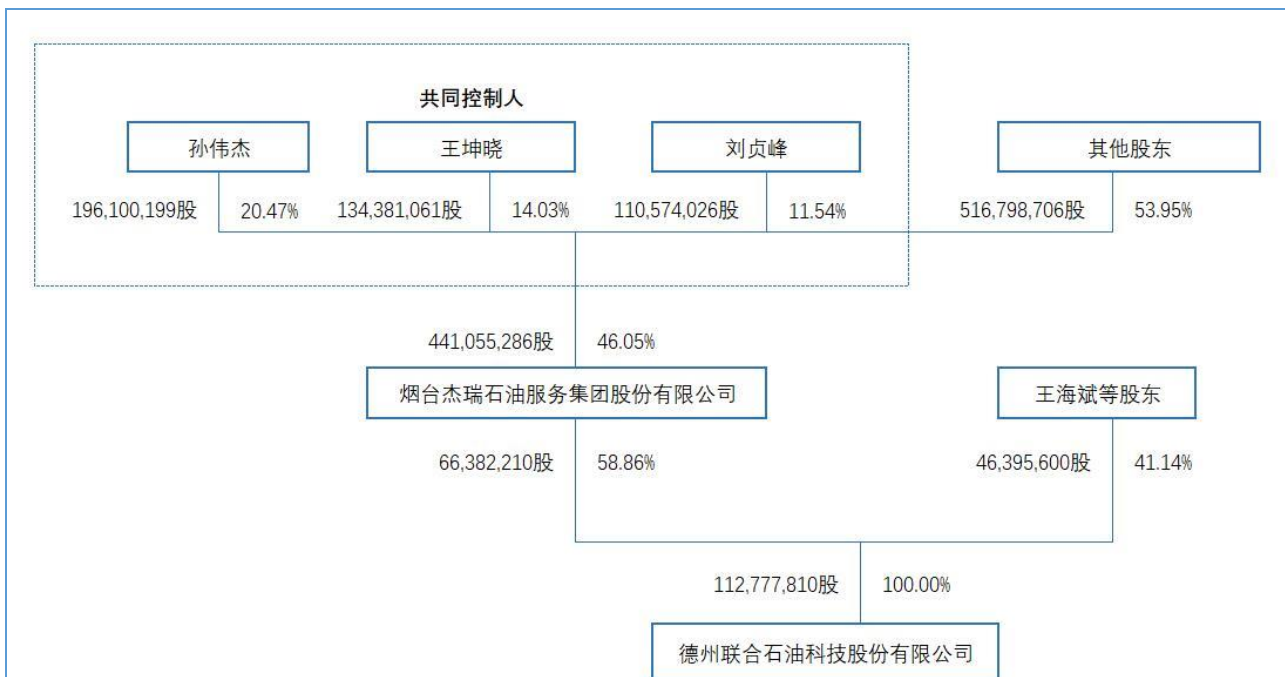 共同控制人
孙伟杰
王坤晓
刘贞峰
其他股东
196,100,199股
20.47%
134,381,061股
14.03%
110,574,026股
11.54%
516,798,706股
53.95%
441,055,286股
46.05%
烟台杰瑞石油服务集团股份有限公司
王海斌等股东
66,382,210股
58.86%
46,395,600股
41.14%
112,777,810股
100.00%
德州联合石油科技股份有限公司